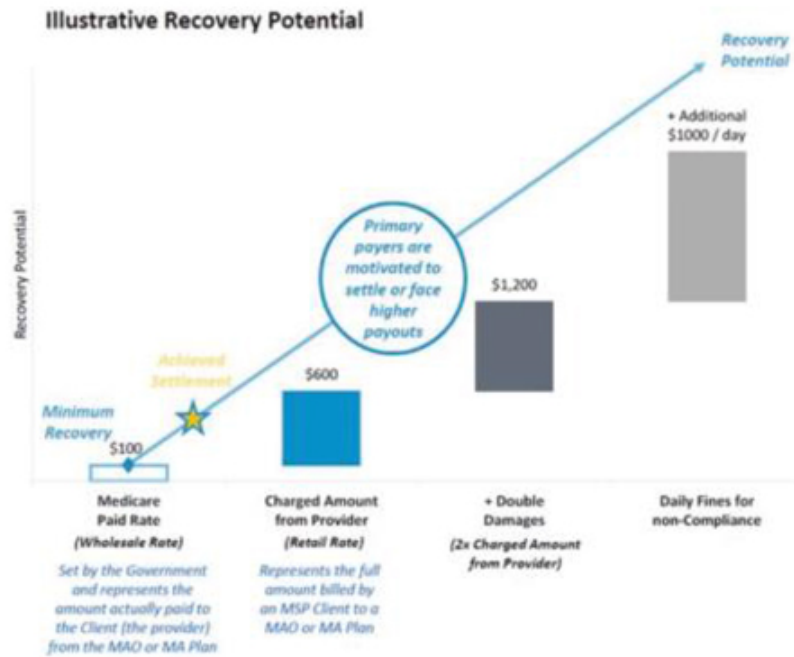 Illustrative Recovery Potential
Recovery
Potential
+ Additional
$1000 / day
Primary
payers are
motivated to
settle or face
higher
payouts
$1,200
Recovery Potential
Achieved
Settlement
$600
Minimum
Recovery
$100
Medicare
Paid Rate
(Wholesale Rate)
Set by the Government
and represents the
amount actually paid to
the Client (the provider)
from the MAO or MA Plan
Charged Amount
from Provider
(Retail Rate)
Represents the full
amount billed by
an MSP Client to a
MAO or MA Plan
+ Double
Damages
(2x Charged Amount
from Provider)
Daily Fines for
non-Compliance